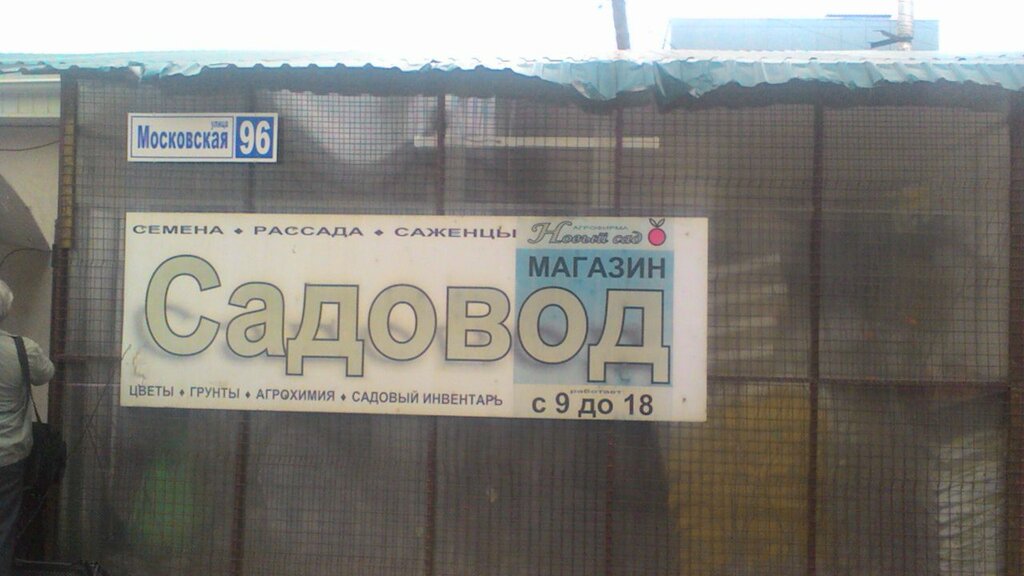 улица
Московская 96
СЕМЕНА ♦ РАССАДА ♦ САЖЕНЦЫ
АГРОФИРМА
Новый сад
МАГАЗИН
Садовод
ЦВЕТЫ ♦ ГРУНТЫ ♦ АГРОХИМИЯ ♦ САДОВЫЙ ИНВЕНТАРЬ
работает
с 9 до 18